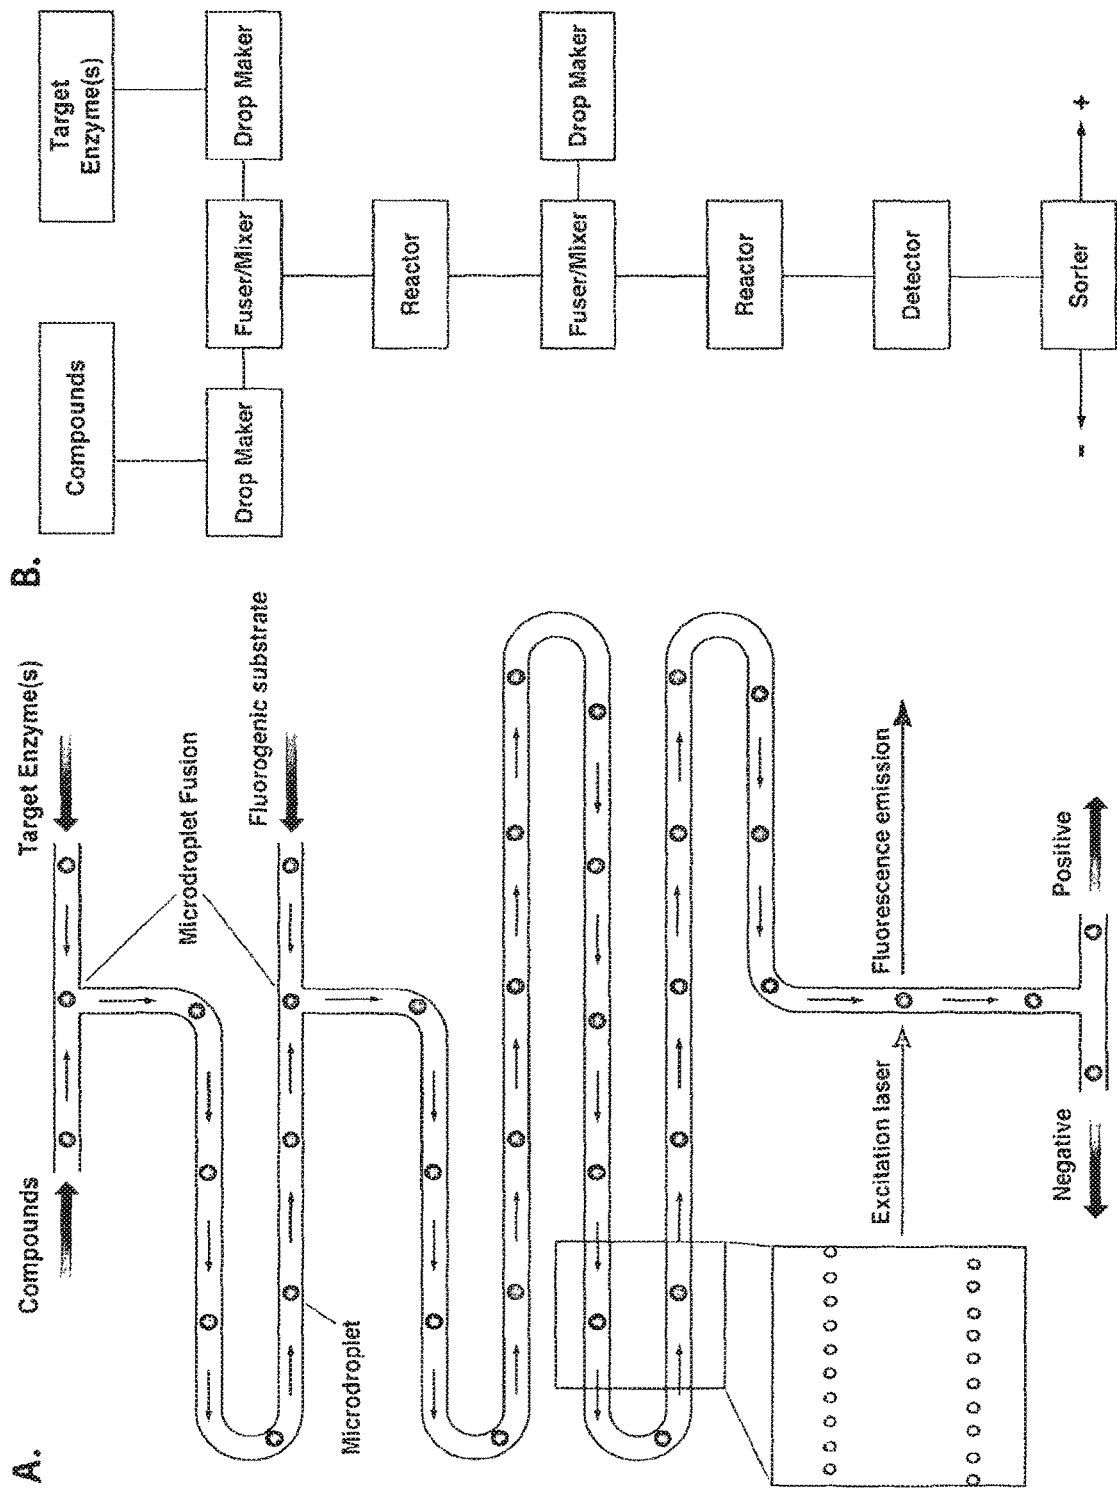 A.
Compounds
Target Enzyme(s)
Microdroplet Fusion
Fluorogenic substrate
Microdroplet
Excitation laser
Fluorescence emission
Negative
Positive
B.
Compounds
Target
Enzyme(s)
Drop Maker
Fuser/Mixer
Drop Maker
Reactor
Fuser/Mixer
Drop Maker
Reactor
Detector
-
Sorter
+